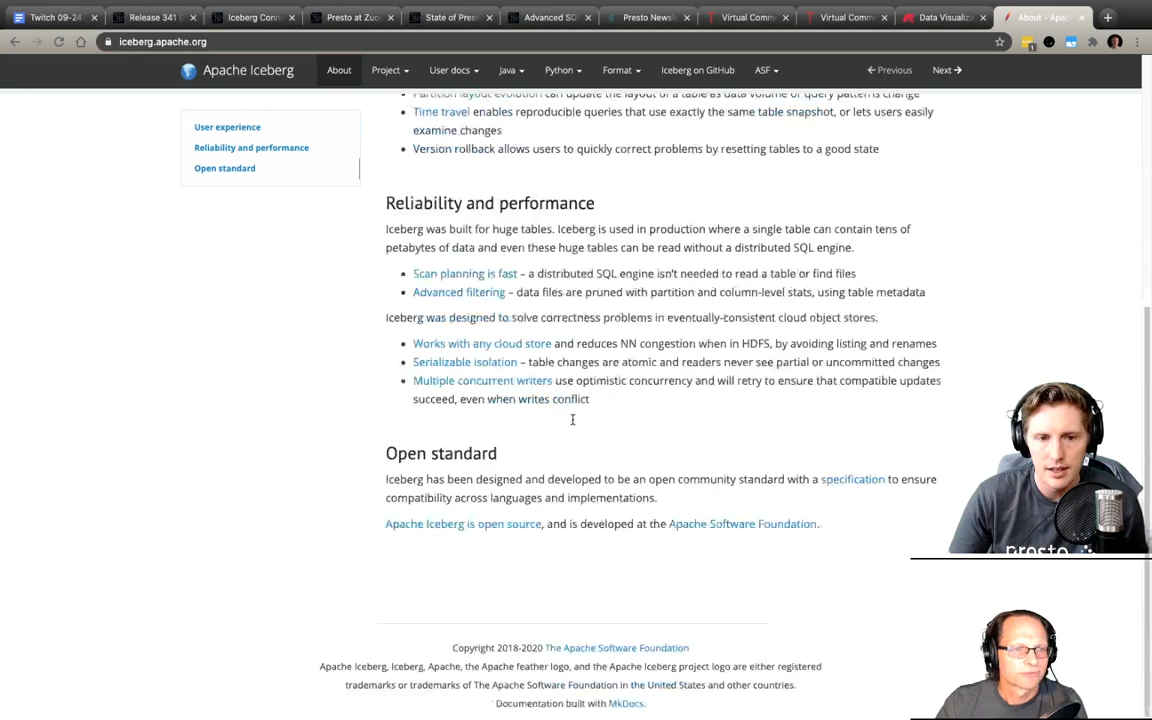 Twitch 09-24-
Release 341 |
Iceberg Conn
Presto at Zuo
State of Prest
Advanced SQ
Presto Newsle
Virtual Comm
Virtual Comm
Data Visualiz
About - Apac
iceberg.apache.org
Apache Iceberg
About
Project
User docs
Java
Python
Format
Iceberg on GitHub
ASF
Previous
Next
User experience
Reliability and performance
Open standard
Partition layout evolution can update the layout of a table as data volume or query patterns change
Time travel enables reproducible queries that use exactly the same table snapshot, or lets users easily
examine changes
Version rollback allows users to quickly correct problems by resetting tables to a good state
Reliability and performance
Iceberg was built for huge tables. Iceberg is used in production where a single table can contain tens of
petabytes of data and even these huge tables can be read without a distributed SQL engine.
Scan planning is fast – a distributed SQL engine isn't needed to read a table or find files
Advanced filtering – data files are pruned with partition and column-level stats, using table metadata
Iceberg was designed to solve correctness problems in eventually-consistent cloud object stores.
Works with any cloud store and reduces NN congestion when in HDFS, by avoiding listing and renames
Serializable isolation – table changes are atomic and readers never see partial or uncommitted changes
Multiple concurrent writers use optimistic concurrency and will retry to ensure that compatible updates
succeed, even when writes conflict
Open standard
Iceberg has been designed and developed to be an open community standard with a specification to ensure
compatibility across languages and implementations.
Apache Iceberg is open source, and is developed at the Apache Software Foundation.
presto
Copyright 2018-2020 The Apache Software Foundation
Apache Iceberg, Iceberg, Apache, the Apache feather logo, and the Apache Iceberg project logo are either registered
trademarks or trademarks of The Apache Software Foundation in the United States and other countries.
Documentation built with MkDocs.